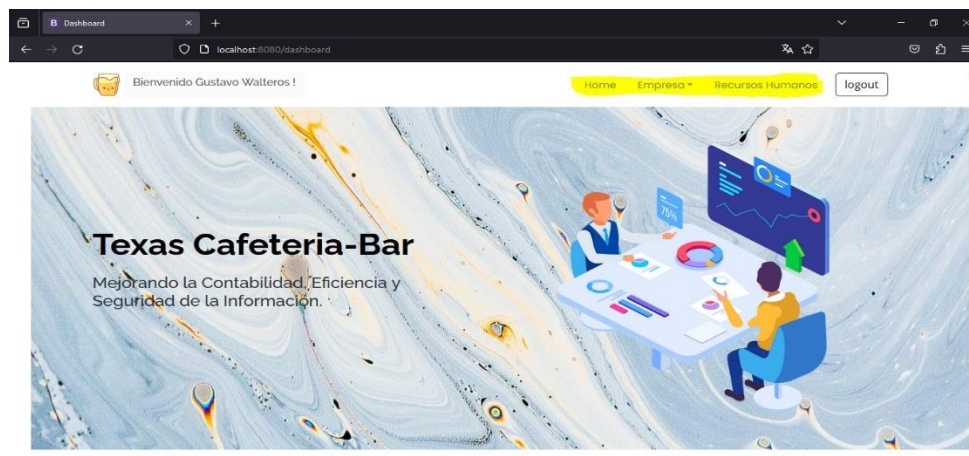 B Dashboard
localhost:8080/dashboard
Bienvenido Gustavo Walteros !
Home Empresa Recursos Humanos logout
75%
Texas Cafeteria-Bar
Mejorando la Contabilidad, Eficiencia y
Seguridad de la Información.